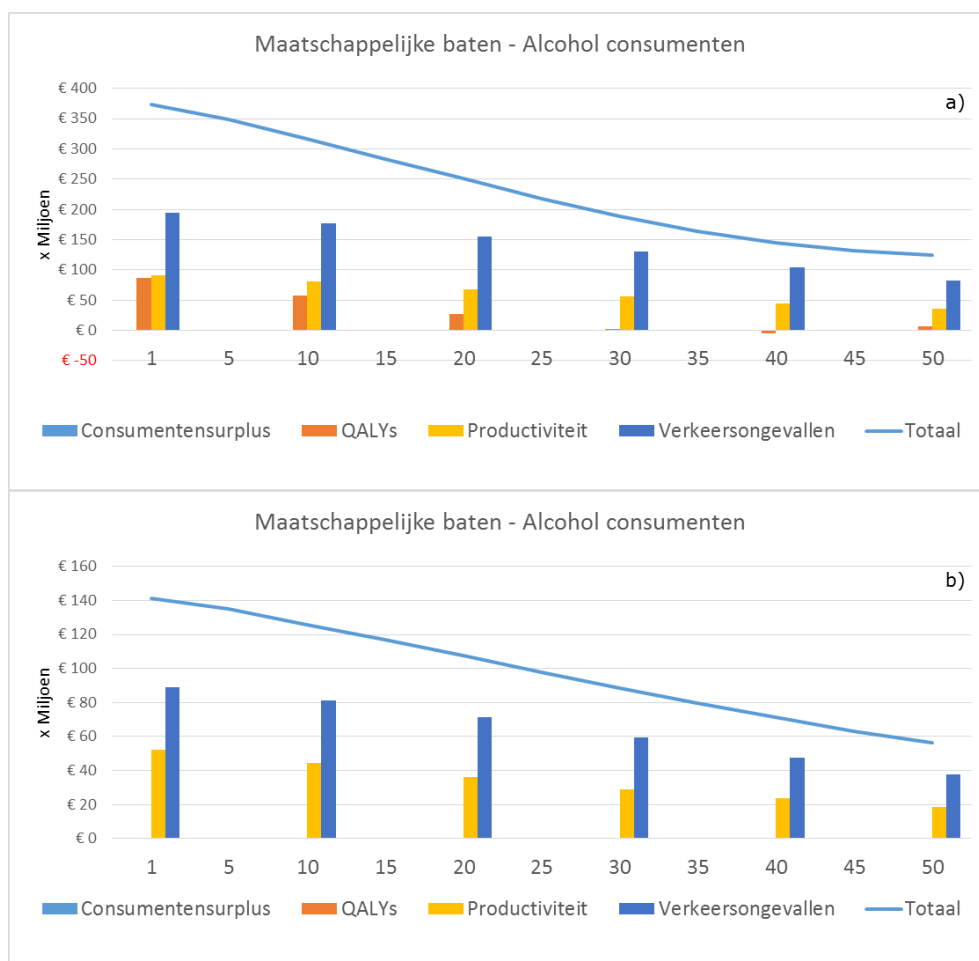 Maatschappelijke baten - Alcohol consumenten
a)
x Miljoen
€ 400
€ 350
€ 300
€ 250
€ 200
€ 150
€ 100
€ 50
€ 0
€ -50
1 5 10 15 20 25 30 35 40 45 50
Consumentensurplus QALYs Productiviteit Verkeersongevallen Totaal
Maatschappelijke baten - Alcohol consumenten
b)
x Miljoen
€ 160
€ 140
€ 120
€ 100
€ 80
€ 60
€ 40
€ 20
€ 0
1 5 10 15 20 25 30 35 40 45 50
Consumentensurplus QALYs Productiviteit Verkeersongevallen Totaal